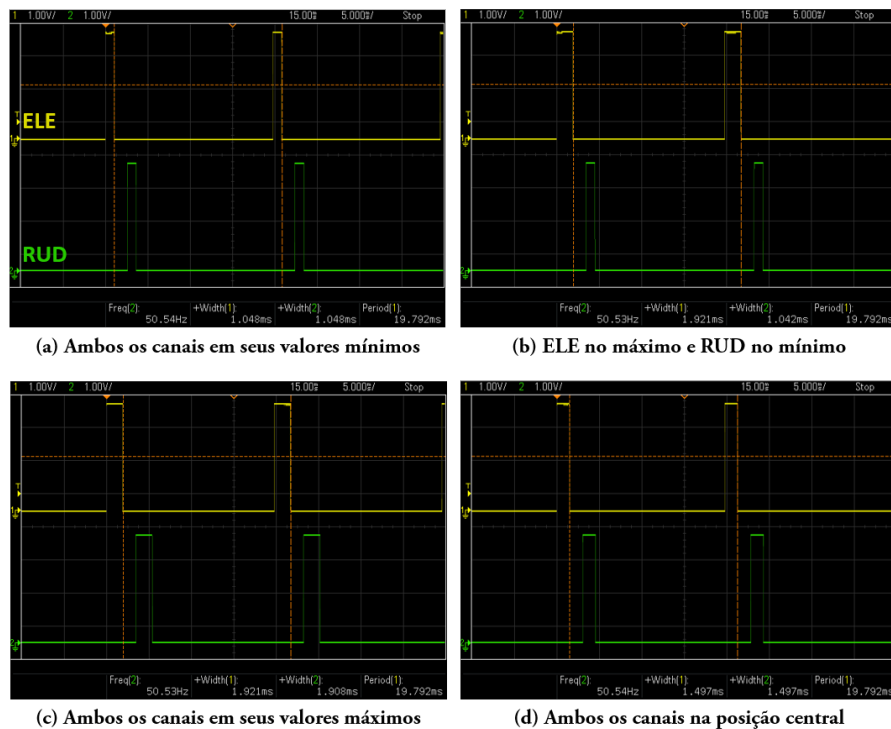 1 1.00V/ 2 1.00V/ 15.00㎳ 5.000㎳/ Stop
ELE
RUD
Freq(2): +Width(1): +Width(2): Period(1):
50.54Hz 1.048ms 1.048ms 19.792ms
(a) Ambos os canais em seus valores mínimos
1 1.00V/ 2 1.00V/ 15.00㎳ 5.000㎳/ Stop
Freq(2): +Width(1): +Width(2): Period(1):
50.53Hz 1.921ms 1.042ms 19.792ms
(b) ELE no máximo e RUD no mínimo
1 1.00V/ 2 1.00V/ 15.00㎳ 5.000㎳/ Stop
Freq(2): +Width(1): +Width(2): Period(1):
50.53Hz 1.921ms 1.908ms 19.792ms
(c) Ambos os canais em seus valores máximos
1 1.00V/ 2 1.00V/ 15.00㎳ 5.000㎳/ Stop
Freq(2): +Width(1): +Width(2): Period(1):
50.54Hz 1.497ms 1.497ms 19.792ms
(d) Ambos os canais na posição central